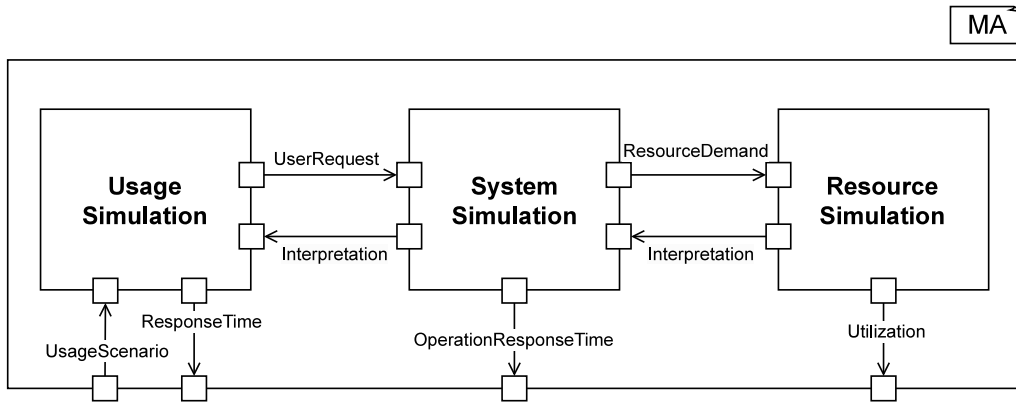 MA
UserRequest
ResourceDemand
Usage
Simulation
System
Simulation
Resource
Simulation
Interpretation
Interpretation
ResponseTime
UsageScenario
OperationResponseTime
Utilization